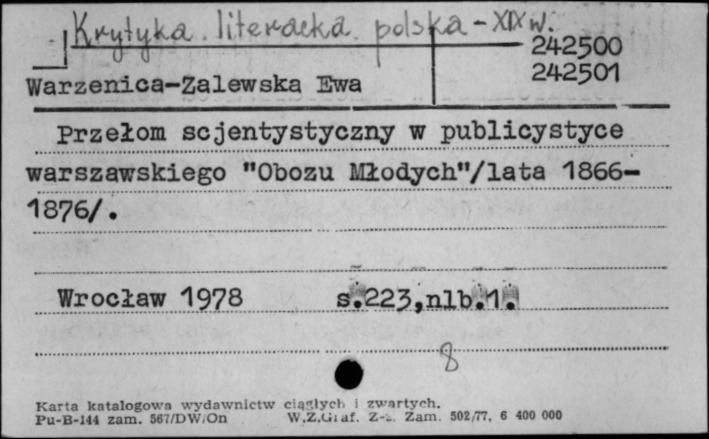 Krytyka literacka polska - XIX w.
242500
Warzenica-Zalewska Ewa
242501
Przełom scjentystyczny w publicystyce
warszawskiego "Obozu Młodych"/lata 1866-
1876/.
Wrocław 1978 s.223,nlb.1.
8
Karta katalogowa wydawnictw ciągłych i zwartych.
Pu-B-144 zam. 567/DW/On W.Z.Graf. Zam. 502/77. 6 400 000